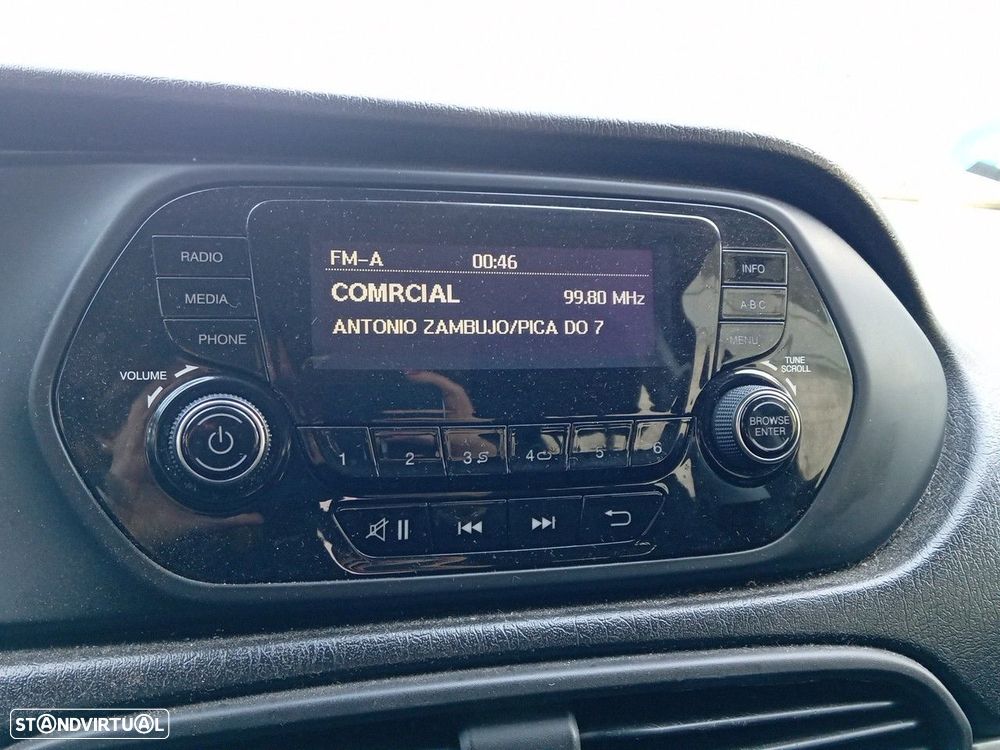 FM-A 00:46
COMRCIAL 99.80 MHz
ANTONIO ZAMBUJO/PICA DO 7
RADIO
MEDIA
PHONE
VOLUME
INFO
A-B-C
MENU
TUNE
SCROLL
BROWSE
ENTER
1 2 3 4 5 6
STANDVIRTUAL